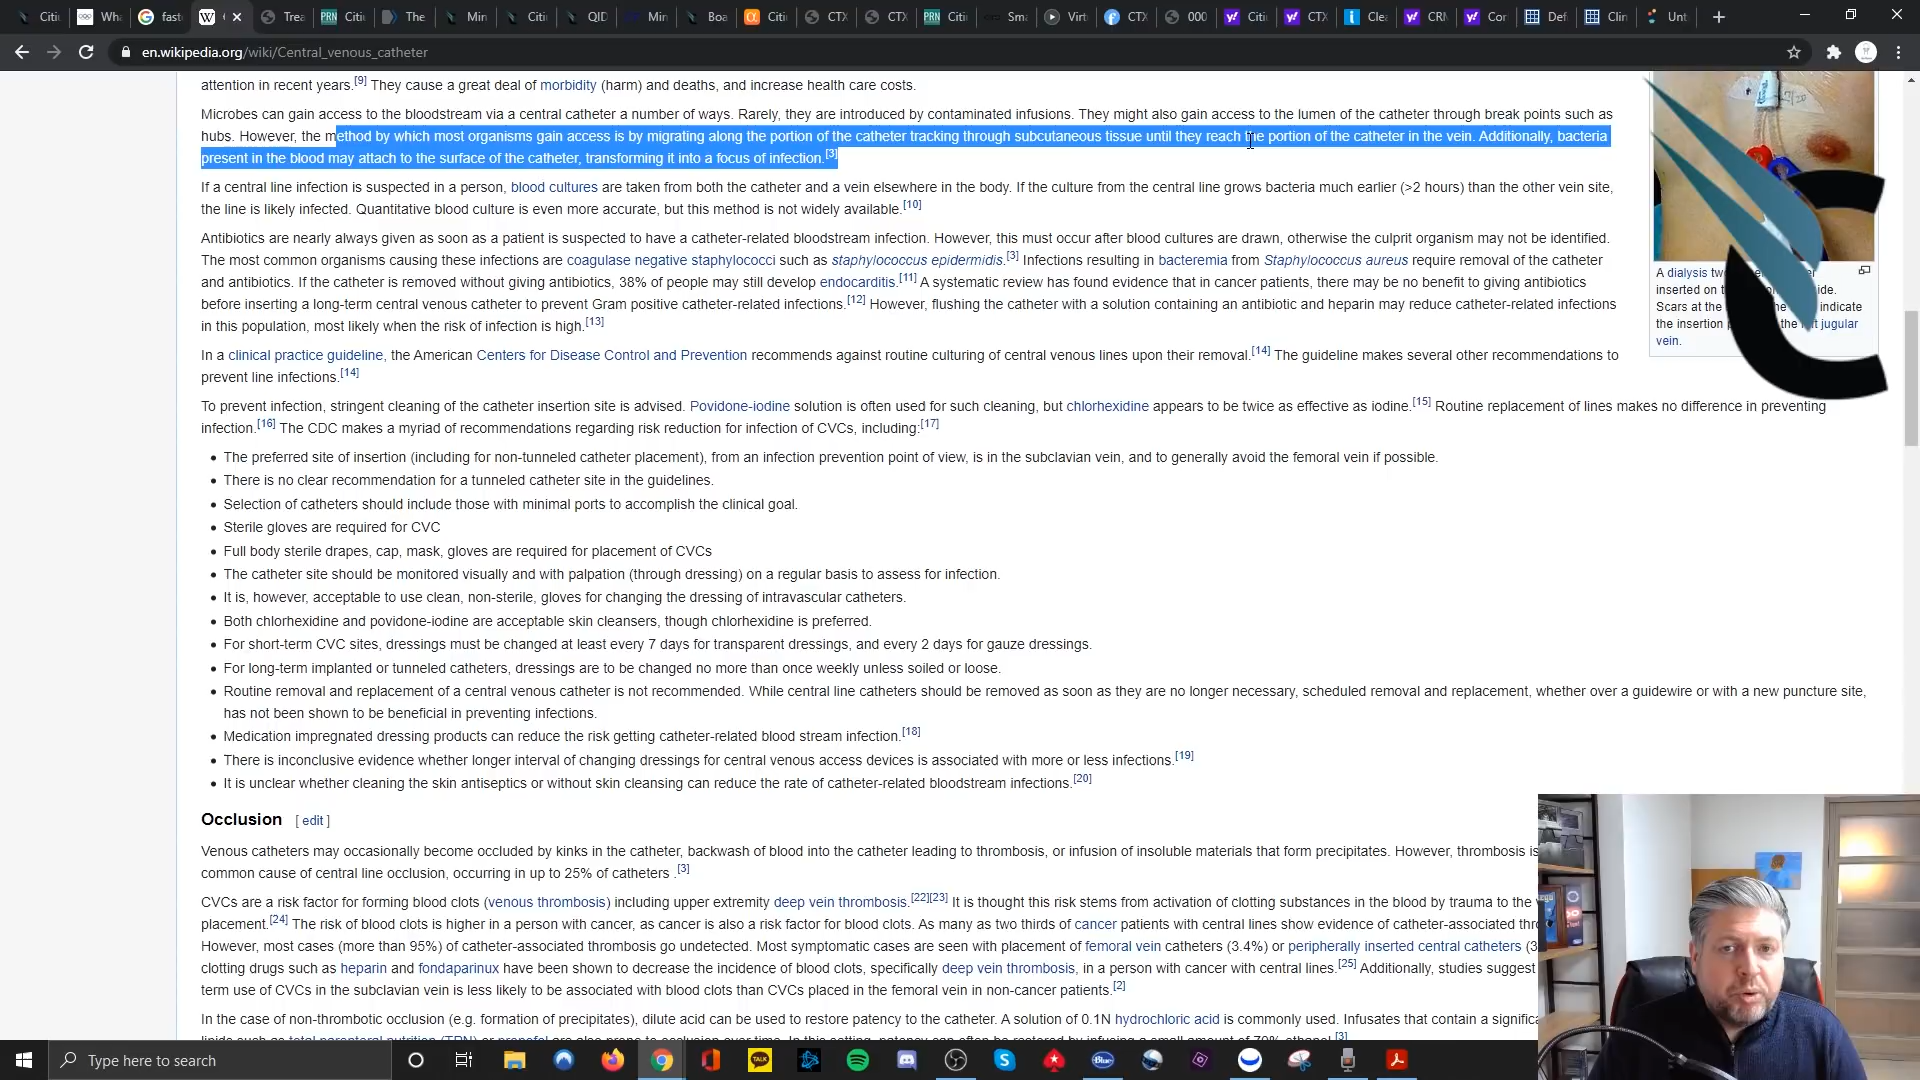 Citi
Wha
fast
Trea
PRN Citi
The
Min
Citi
QID
Min
Boa
Citi
CTX
CTX
PRN Citi
Sma
Virt
CTX
000
Citi
CTX
Clea
CRM
Cor
Def
Clin
Unt
en.wikipedia.org/wiki/Central_venous_catheter
attention in recent years.[9] They cause a great deal of morbidity (harm) and deaths, and increase health care costs.
Microbes can gain access to the bloodstream via a central catheter a number of ways. Rarely, they are introduced by contaminated infusions. They might also gain access to the lumen of the catheter through break points such as
hubs. However, the method by which most organisms gain access is by migrating along the portion of the catheter tracking through subcutaneous tissue until they reach the portion of the catheter in the vein. Additionally, bacteria
present in the blood may attach to the surface of the catheter, transforming it into a focus of infection.[3]
If a central line infection is suspected in a person, blood cultures are taken from both the catheter and a vein elsewhere in the body. If the culture from the central line grows bacteria much earlier (>2 hours) than the other vein site,
the line is likely infected. Quantitative blood culture is even more accurate, but this method is not widely available.[10]
Antibiotics are nearly always given as soon as a patient is suspected to have a catheter-related bloodstream infection. However, this must occur after blood cultures are drawn, otherwise the culprit organism may not be identified.
The most common organisms causing these infections are coagulase negative staphylococci such as staphylococcus epidermidis.[3] Infections resulting in bacteremia from Staphylococcus aureus require removal of the catheter
and antibiotics. If the catheter is removed without giving antibiotics, 38% of people may still develop endocarditis.[11] A systematic review has found evidence that in cancer patients, there may be no benefit to giving antibiotics
before inserting a long-term central venous catheter to prevent Gram positive catheter-related infections.[12] However, flushing the catheter with a solution containing an antibiotic and heparin may reduce catheter-related infections
in this population, most likely when the risk of infection is high.[13]
A dialysis tw
inserted on t ide.
Scars at the indicate
the insertion p the jugular
vein.
In a clinical practice guideline, the American Centers for Disease Control and Prevention recommends against routine culturing of central venous lines upon their removal.[14] The guideline makes several other recommendations to
prevent line infections.[14]
To prevent infection, stringent cleaning of the catheter insertion site is advised. Povidone-iodine solution is often used for such cleaning, but chlorhexidine appears to be twice as effective as iodine.[15] Routine replacement of lines makes no difference in preventing
infection.[16] The CDC makes a myriad of recommendations regarding risk reduction for infection of CVCs, including:[17]
• The preferred site of insertion (including for non-tunneled catheter placement), from an infection prevention point of view, is in the subclavian vein, and to generally avoid the femoral vein if possible.
• There is no clear recommendation for a tunneled catheter site in the guidelines.
• Selection of catheters should include those with minimal ports to accomplish the clinical goal.
• Sterile gloves are required for CVC
• Full body sterile drapes, cap, mask, gloves are required for placement of CVCs
• The catheter site should be monitored visually and with palpation (through dressing) on a regular basis to assess for infection.
• It is, however, acceptable to use clean, non-sterile, gloves for changing the dressing of intravascular catheters.
• Both chlorhexidine and povidone-iodine are acceptable skin cleansers, though chlorhexidine is preferred.
• For short-term CVC sites, dressings must be changed at least every 7 days for transparent dressings, and every 2 days for gauze dressings.
• For long-term implanted or tunneled catheters, dressings are to be changed no more than once weekly unless soiled or loose.
• Routine removal and replacement of a central venous catheter is not recommended. While central line catheters should be removed as soon as they are no longer necessary, scheduled removal and replacement, whether over a guidewire or with a new puncture site,
has not been shown to be beneficial in preventing infections.
• Medication impregnated dressing products can reduce the risk getting catheter-related blood stream infection.[18]
• There is inconclusive evidence whether longer interval of changing dressings for central venous access devices is associated with more or less infections.[19]
• It is unclear whether cleaning the skin antiseptics or without skin cleansing can reduce the rate of catheter-related bloodstream infections.[20]
Occlusion [ edit ]
Venous catheters may occasionally become occluded by kinks in the catheter, backwash of blood into the catheter leading to thrombosis, or infusion of insoluble materials that form precipitates. However, thrombosis is
common cause of central line occlusion, occurring in up to 25% of catheters .[3]
CVCs are a risk factor for forming blood clots (venous thrombosis) including upper extremity deep vein thrombosis.[22][23] It is thought this risk stems from activation of clotting substances in the blood by trauma to the
placement.[24] The risk of blood clots is higher in a person with cancer, as cancer is also a risk factor for blood clots. As many as two thirds of cancer patients with central lines show evidence of catheter-associated thro
However, most cases (more than 95%) of catheter-associated thrombosis go undetected. Most symptomatic cases are seen with placement of femoral vein catheters (3.4%) or peripherally inserted central catheters (3
clotting drugs such as heparin and fondaparinux have been shown to decrease the incidence of blood clots, specifically deep vein thrombosis, in a person with cancer with central lines.[25] Additionally, studies suggest
term use of CVCs in the subclavian vein is less likely to be associated with blood clots than CVCs placed in the femoral vein in non-cancer patients.[2]
In the case of non-thrombotic occlusion (e.g. formation of precipitates), dilute acid can be used to restore patency to the catheter. A solution of 0.1N hydrochloric acid is commonly used. Infusates that contain a significa
Type here to search
TALK
Blue